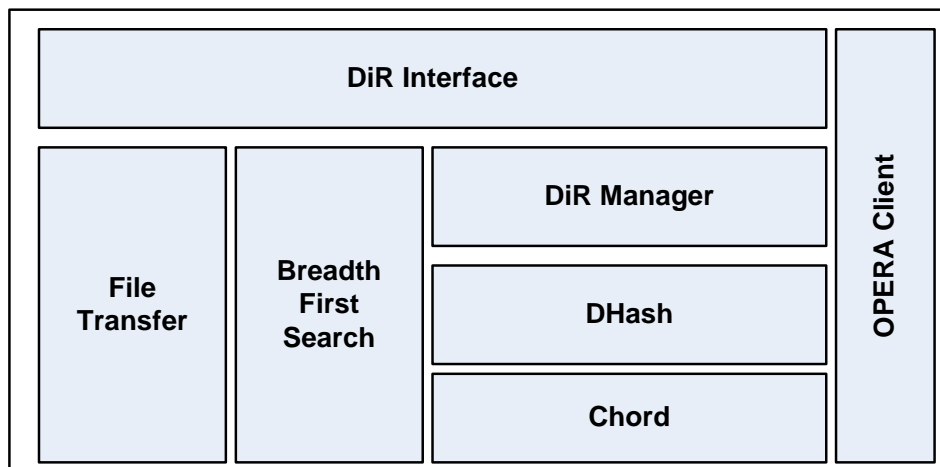 DiR Interface
OPERA Client
File
Transfer
Breadth
First
Search
DiR Manager
DHash
Chord